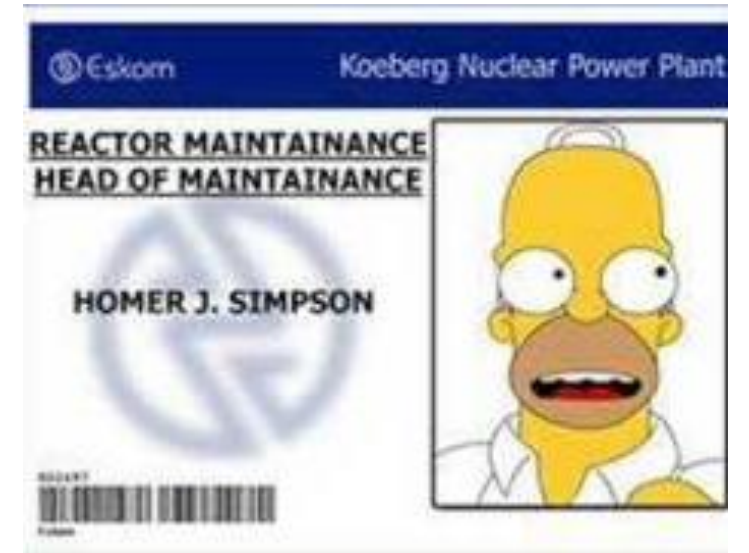 Eskom
Koeberg Nuclear Power Plant
REACTOR MAINTAINANCE
HEAD OF MAINTAINANCE
HOMER J. SIMPSON